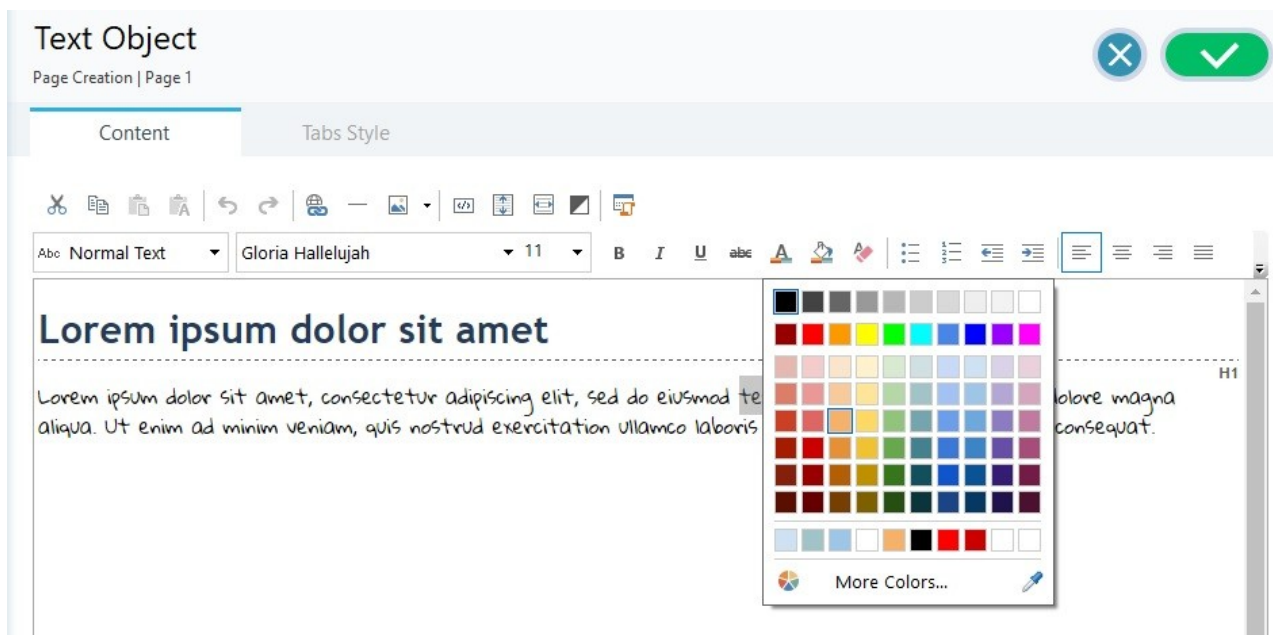 Text Object
Page Creation | Page 1
Content Tabs Style
Abc Normal Text Gloria Hallelujah 11 B I U abc A
Lorem ipsum dolor sit amet
H1
Lorem ipsum dolor sit amet, consectetur adipiscing elit, sed do eiusmod te dolore magna
aliqua. Ut enim ad minim veniam, quis nostrud exercitation ullamco laboris consequat.
More Colors...